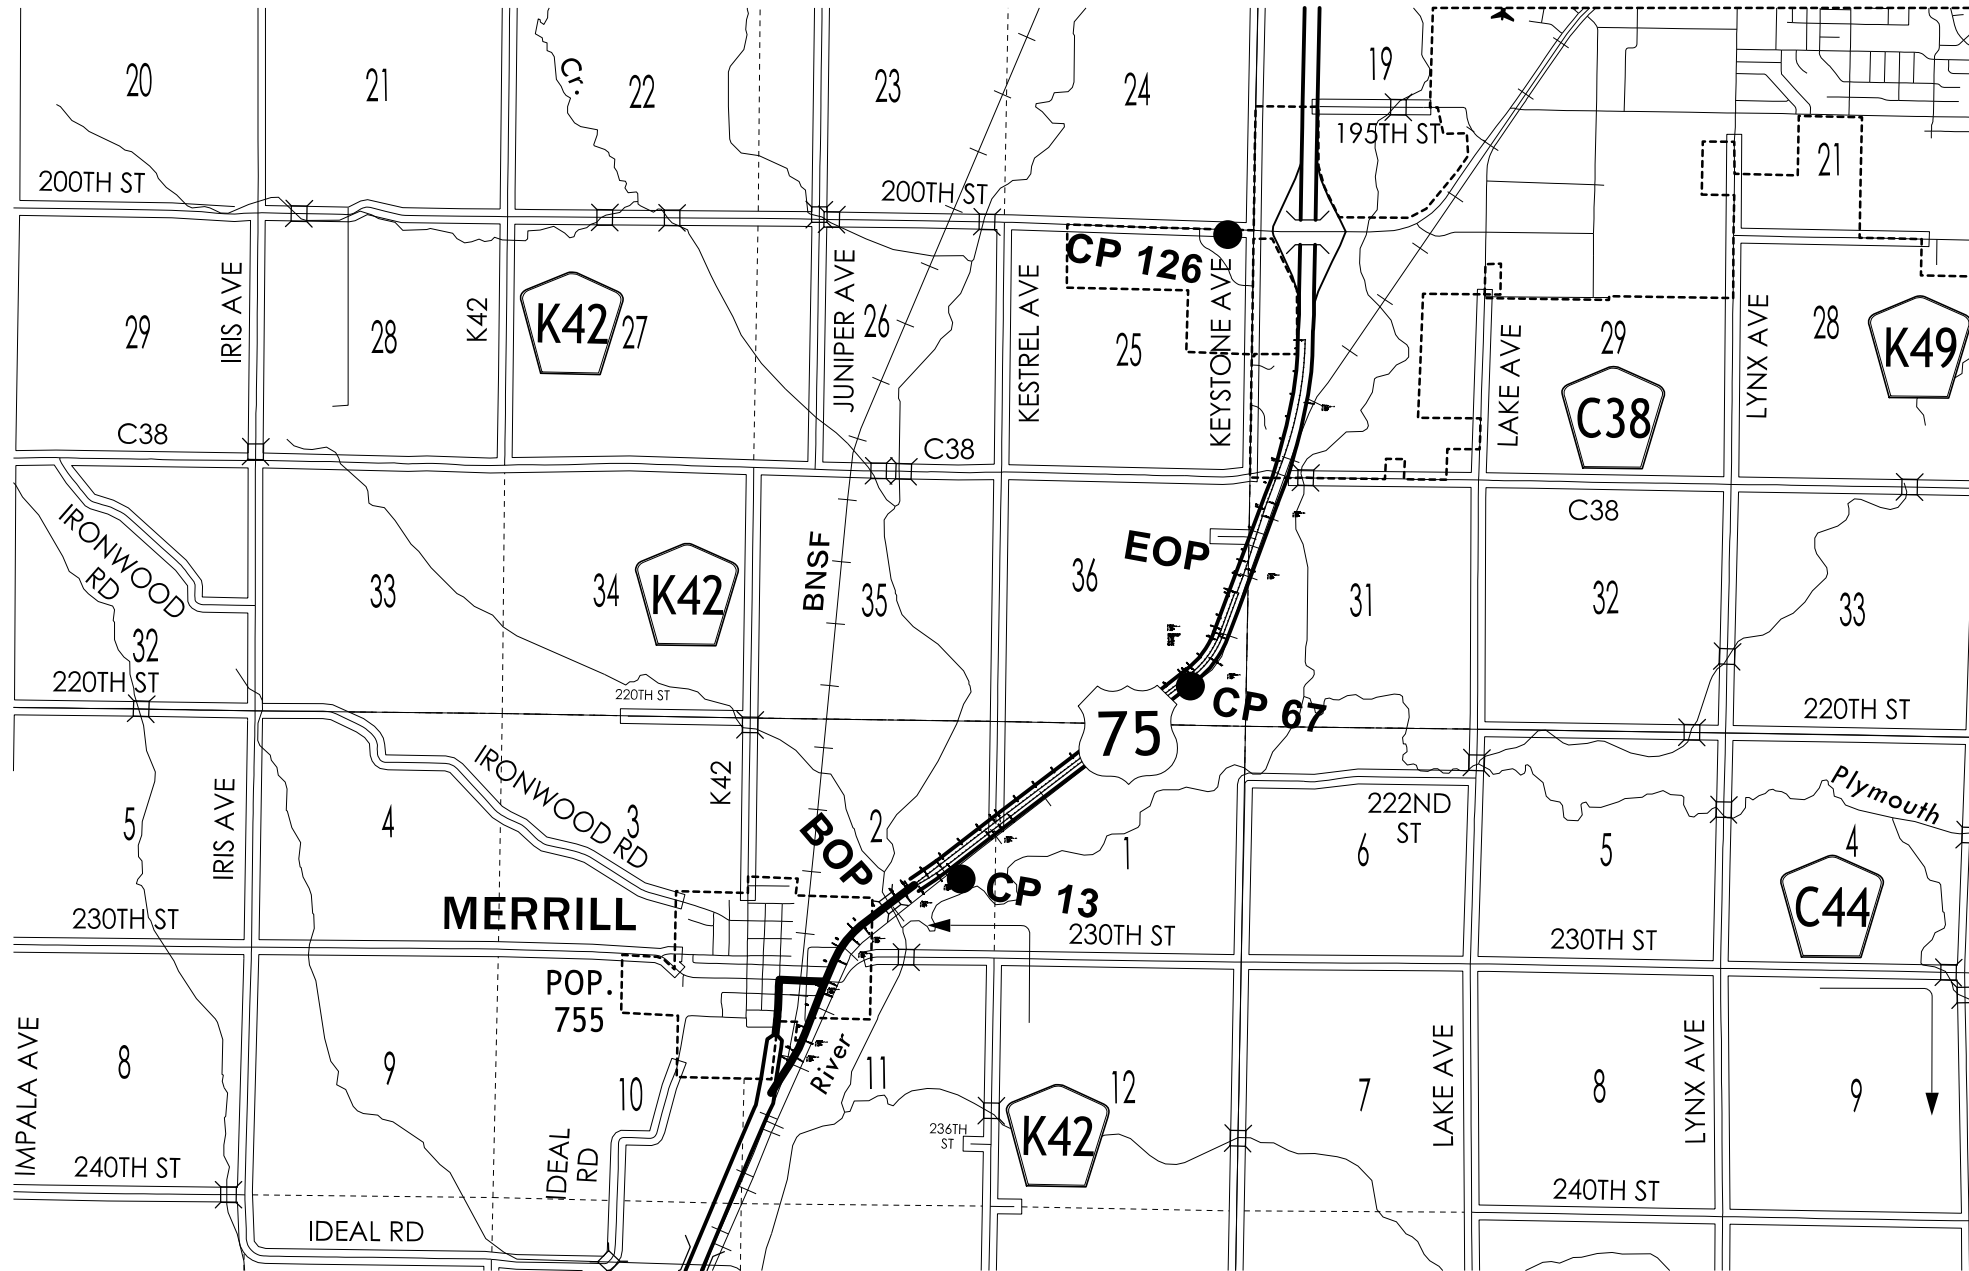 19
20
21
22
23
24
Cr.
195TH ST
21
200TH ST
200TH ST
CP 126
IRIS AVE
K42
K42
27
JUNIPER AVE
26
KESTREL AVE
25
KEYSTONE AVE
LAKE AVE
29
LYNX AVE
28
K49
29
28
C38
C38
C38
C38
IRONWOOD
RD
BNSF
EOP
33
34
K42
35
36
31
32
33
32
220TH ST
220TH ST
CP 67
220TH ST
75
IRIS AVE
IRONWOOD RD
K42
222ND
ST
Plymouth
5
4
3
2
BOP
1
6
5
4
C44
MERRILL
CP 13
230TH ST
230TH ST
230TH ST
POP.
755
IMPALA AVE
8
9
10
River
11
12
K42
7
LAKE AVE
8
LYNX AVE
9
236TH
ST
IDEAL
RD
240TH ST
240TH ST
IDEAL RD